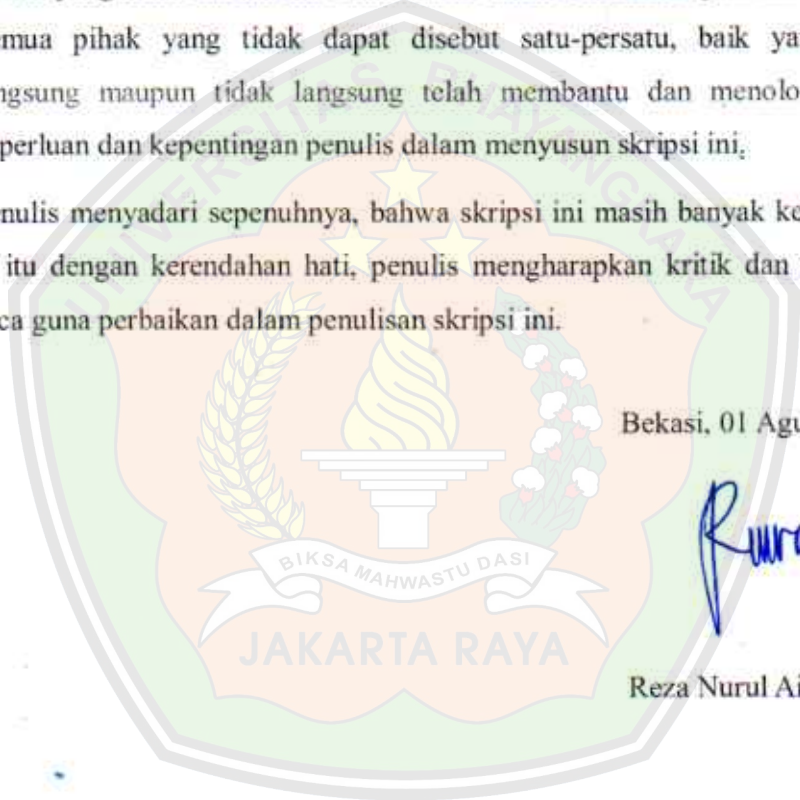 emua pihak yang tidak dapat disebut satu-persatu, baik ya
ngsung maupun tidak langsung telah membantu dan menolo
perluan dan kepentingan penulis dalam menyusun skripsi ini.
nulis menyadari sepenuhnya, bahwa skripsi ini masih banyak ke
itu dengan kerendahan hati, penulis mengharapkan kritik dan
ca guna perbaikan dalam penulisan skripsi ini.
Bekasi, 01 Agu
Reza Nurul Ai
UNIVERSITAS BHAYANGKARA
BIKSA MAHWASTU DASI
JAKARTA RAYA